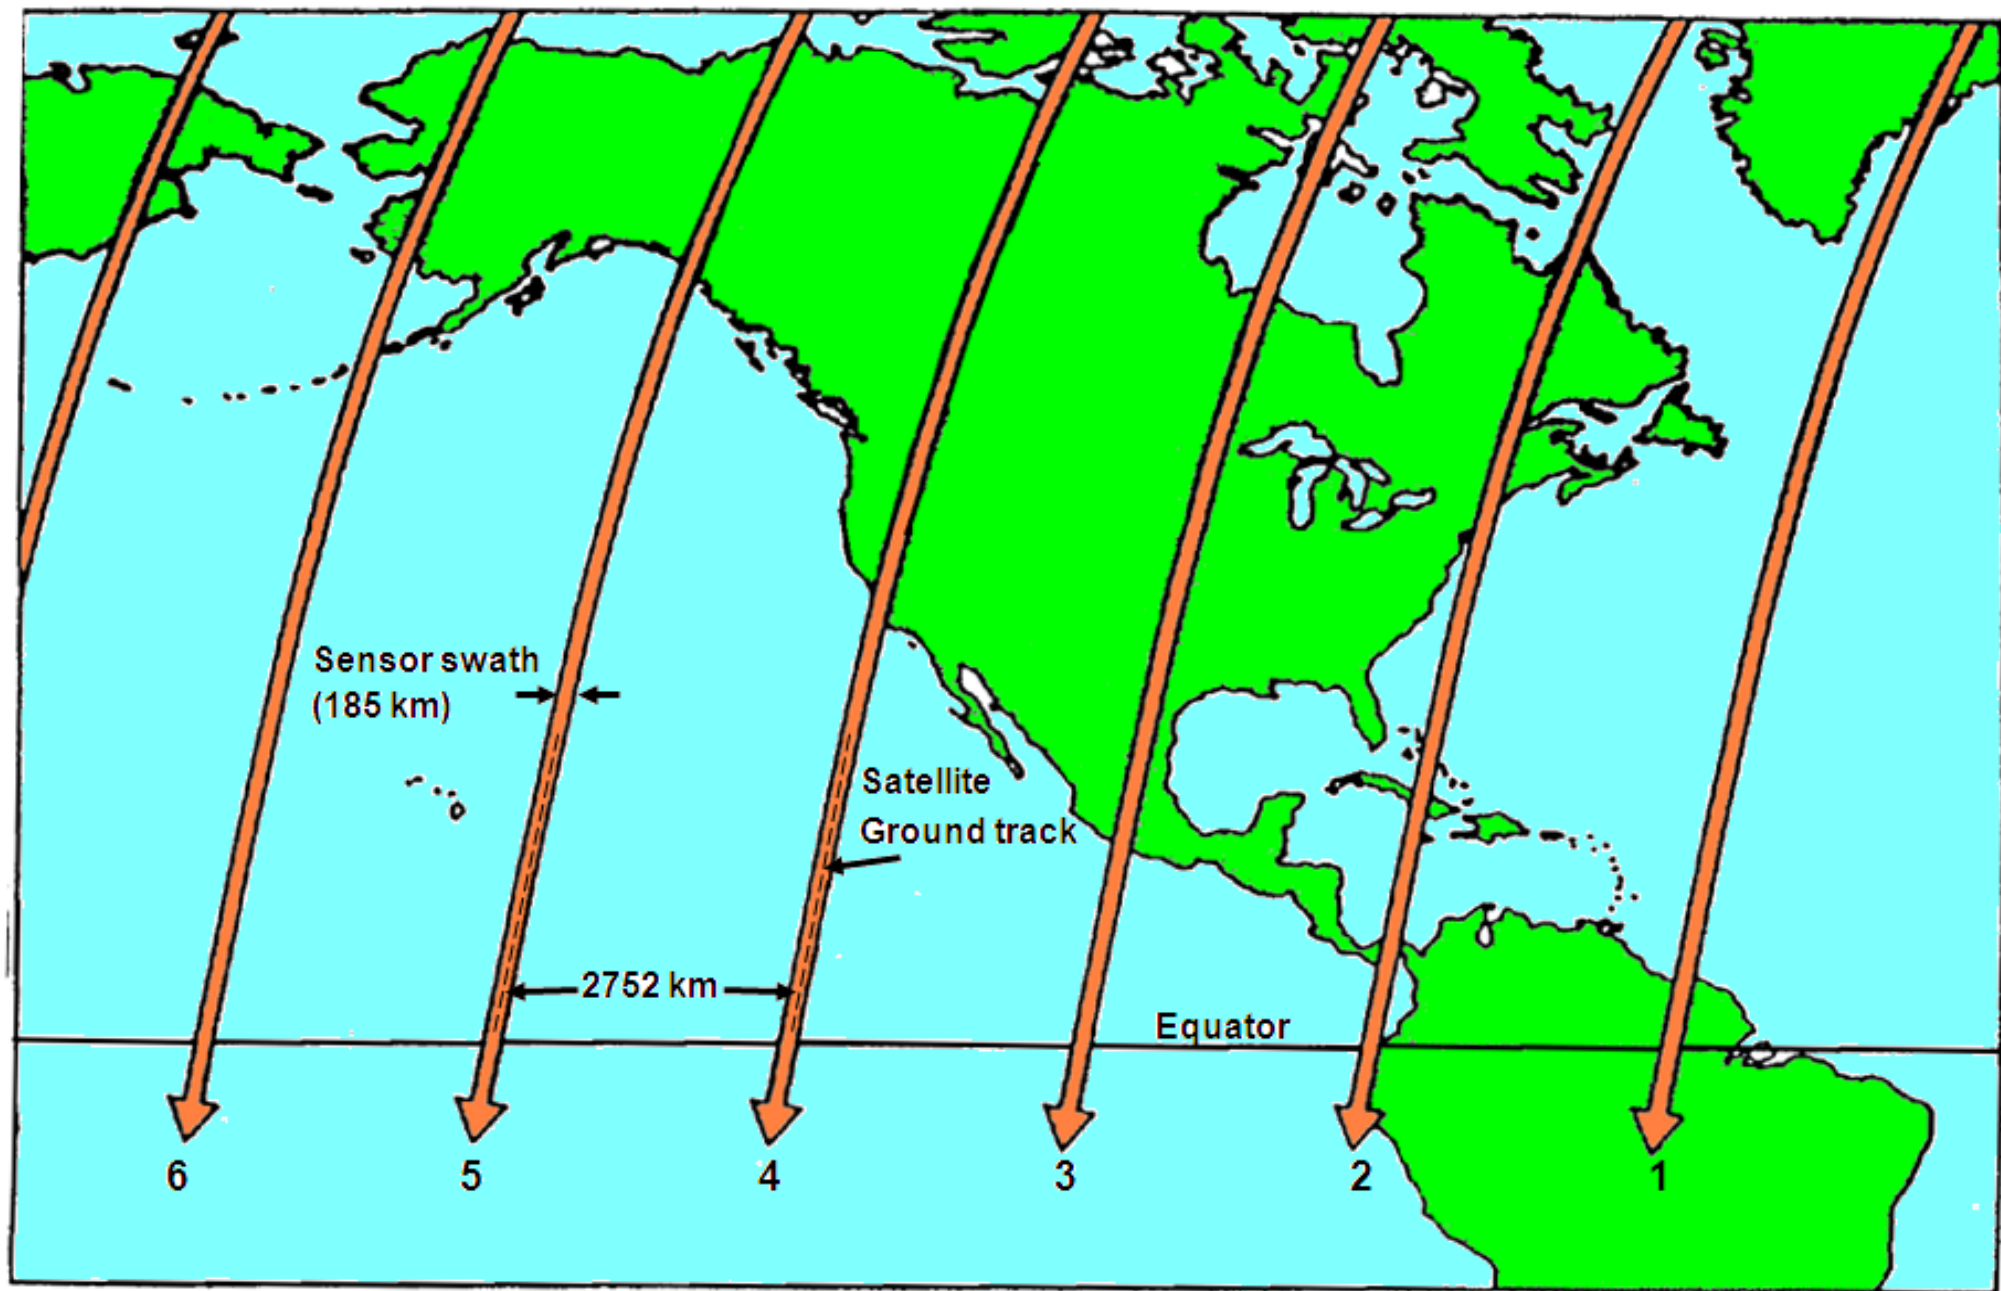 Sensor swath
(185 km)
Satellite
Ground track
2752 km
Equator
6
5
4
3
2
1